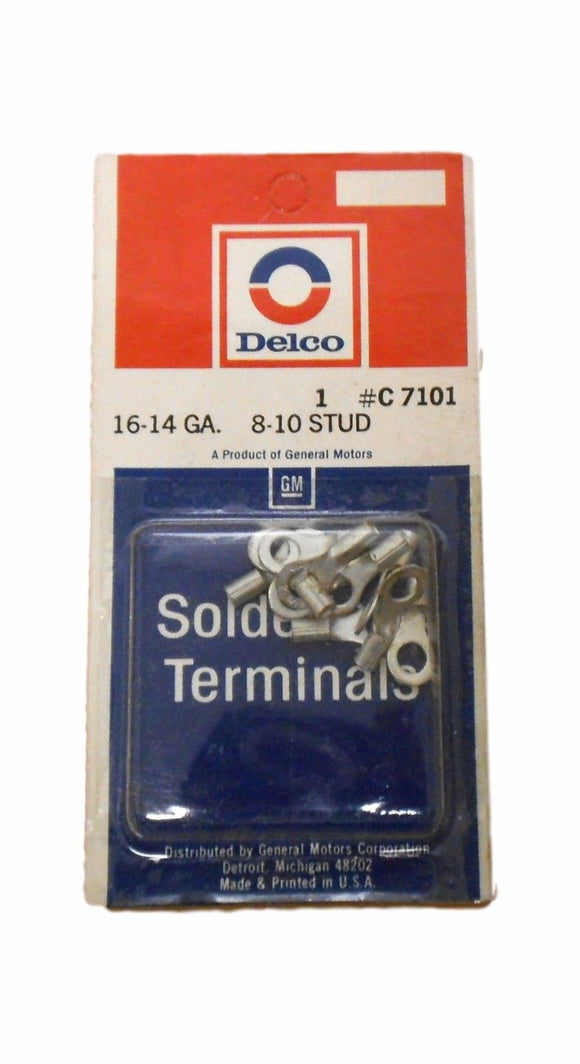 Delco
1 #C 7101
16-14 GA. 8-10 STUD
A Product of General Motors
GM
Terminals
Distributed by General Motors Corporation
Detroit, Michigan 48202
Made & Printed in U.S.A.